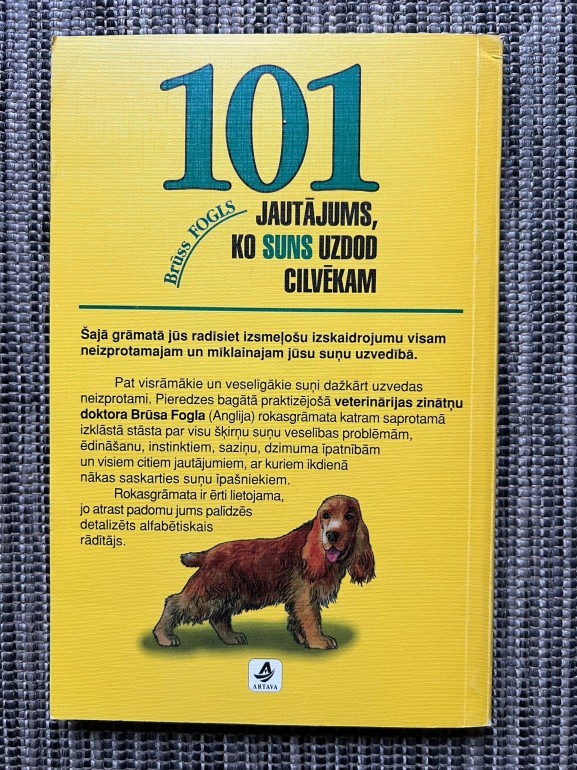 101
Brūss FOGLS
JAUTĀJUMS,
KO SUNS UZDOD
CILVĒKAM
Šajā grāmatā jūs radīsiet izsmeļošu izskaidrojumu visam
neizprotamajam un mīklainajam jūsu suņu uzvedībā.
Pat visrāmākie un veselīgākie suņi dažkārt uzvedas
neizprotami. Pieredzes bagātā praktizējošā veterinārijas zinātņu
doktora Brūsa Fogla (Anglija) rokasgrāmata katram saprotamā
izklāstā stāsta par visu šķirņu suņu veselības problēmām,
ēdināšanu, instinktiem, saziņu, dzimuma īpatnībām
un visiem citiem jautājumiem, ar kuriem ikdienā
nākas saskarties suņu īpašniekiem.
Rokasgrāmata ir ērti lietojama,
jo atrast padomu jums palīdzēs
detalizēts alfabētiskais
rādītājs.
ARTAVA